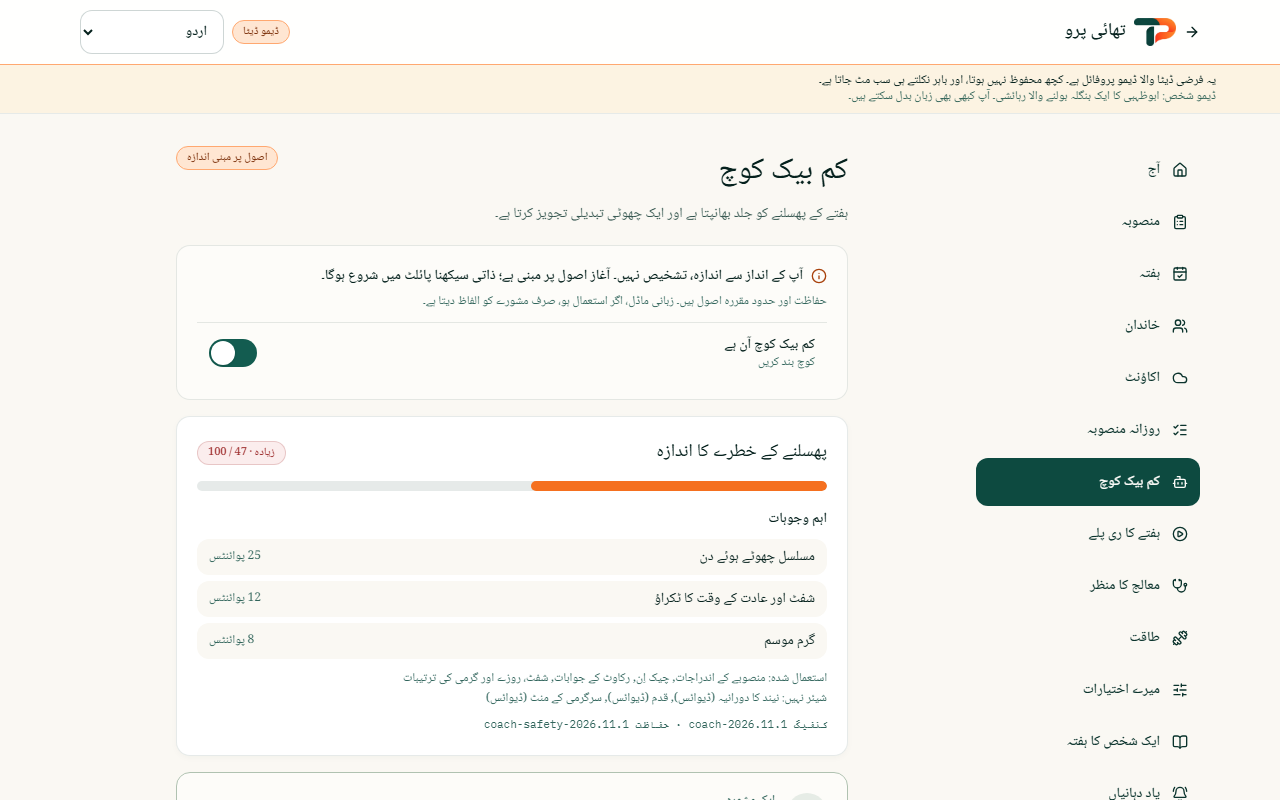 تھائی پرو
ڈیمو ڈیٹا
اردو
یہ فرضی ڈیٹا والا ڈیمو پروفائل ہے۔ کچھ محفوظ نہیں ہوتا، اور باہر نکلتے ہی سب مٹ جاتا ہے۔
ڈیمو شخص: ابوظہبی کا ایک بنگلہ بولنے والا رہائشی۔ آپ کبھی بھی زبان بدل سکتے ہیں۔
آج
منصوبہ
ہفتہ
خاندان
اکاؤنٹ
روزانہ منصوبہ
کم بیک کوچ
ہفتے کا ری پلے
معالج کا منظر
طاقت
میرے اختیارات
ایک شخص کا ہفتہ
یاد دہانیاں
کم بیک کوچ
اصول پر مبنی اندازہ
ہفتے کے پھسلنے کو جلد بھانپتا ہے اور ایک چھوٹی تبدیلی تجویز کرتا ہے۔
آپ کے انداز سے اندازہ، تشخیص نہیں۔ آغاز اصول پر مبنی ہے؛ ذاتی سیکھنا پائلٹ میں شروع ہوگا۔
حفاظت اور حدود مقررہ اصول ہیں۔ زبانی ماڈل، اگر استعمال ہو، صرف مشورے کو الفاظ دیتا ہے۔
کم بیک کوچ آن ہے
کوچ بند کریں
پھسلنے کے خطرے کا اندازہ
زیادہ · 47 / 100
اہم وجوہات
مسلسل چھوٹے ہوئے دن
25 پوائنٹس
شفٹ اور عادت کے وقت کا ٹکراؤ
12 پوائنٹس
گرم موسم
8 پوائنٹس
استعمال شدہ: منصوبے کے اندراجات, چیک اِن, رکاوٹ کے جوابات, شفٹ، روزے اور گرمی کی ترتیبات
شیئر نہیں: نیند کا دورانیہ (ڈیوائس), قدم (ڈیوائس), سرگرمی کے منٹ (ڈیوائس)
کنفیگ coach-2026.11.1 · حفاظت coach-safety-2026.11.1